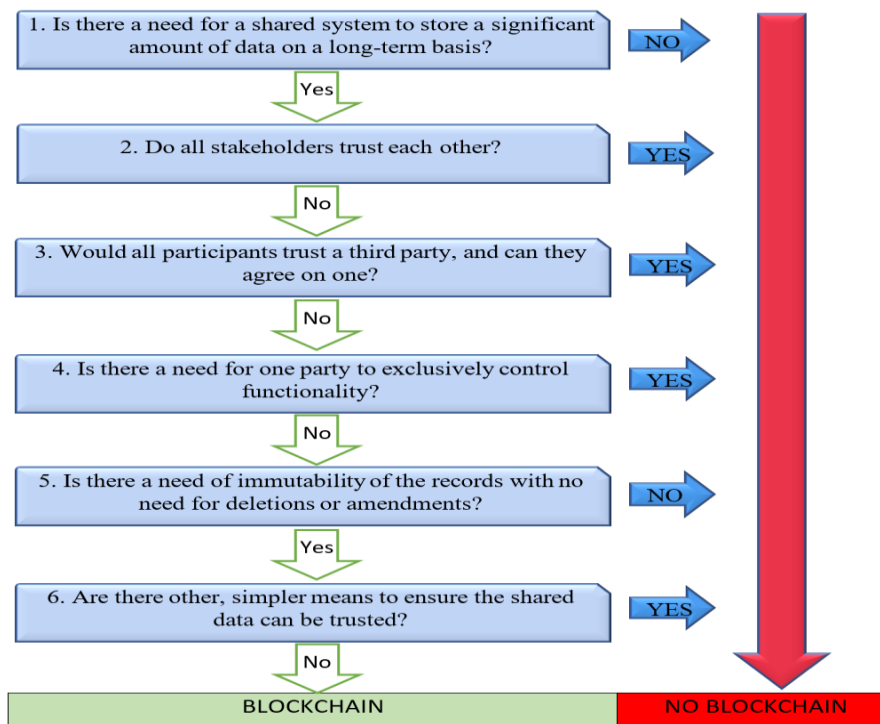 1. Is there a need for a shared system to store a significant
amount of data on a long-term basis?
NO
Yes
2. Do all stakeholders trust each other?
YES
No
3. Would all participants trust a third party, and can they
agree on one?
YES
No
4. Is there a need for one party to exclusively control
functionality?
YES
No
5. Is there a need of immutability of the records with no
need for deletions or amendments?
NO
Yes
6. Are there other, simpler means to ensure the shared
data can be trusted?
YES
No
BLOCKCHAIN
NO BLOCKCHAIN